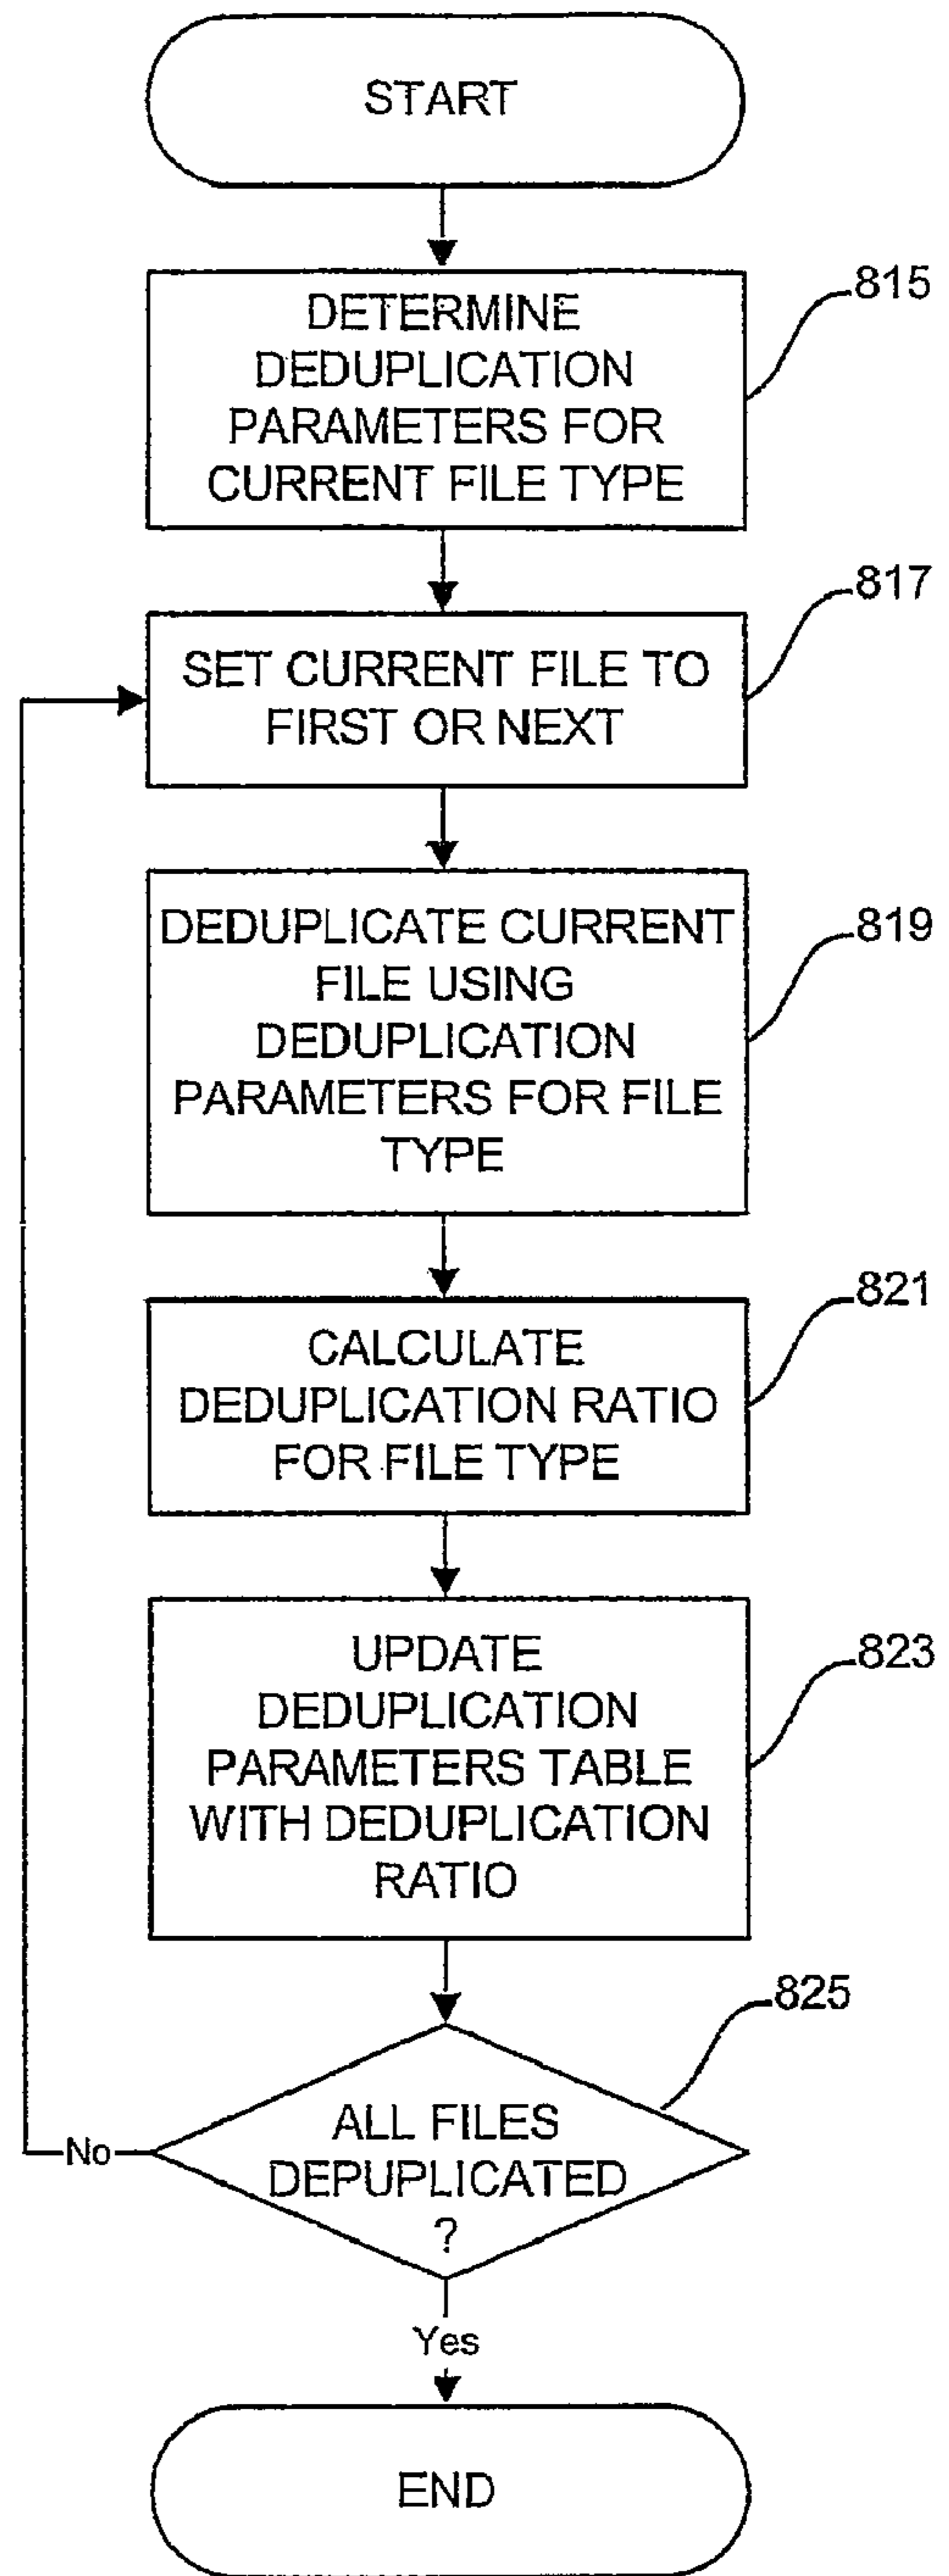 START
DETERMINE
DEDUPLICATION
PARAMETERS FOR
CURRENT FILE TYPE
815
SET CURRENT FILE TO
FIRST OR NEXT
817
DEDUPLICATE CURRENT
FILE USING
DEDUPLICATION
PARAMETERS FOR FILE
TYPE
819
CALCULATE
DEDUPLICATION RATIO
FOR FILE TYPE
821
UPDATE
DEDUPLICATION
PARAMETERS TABLE
WITH DEDUPLICATION
RATIO
823
ALL FILES
DEPUPLICATED
?
825
No
Yes
END